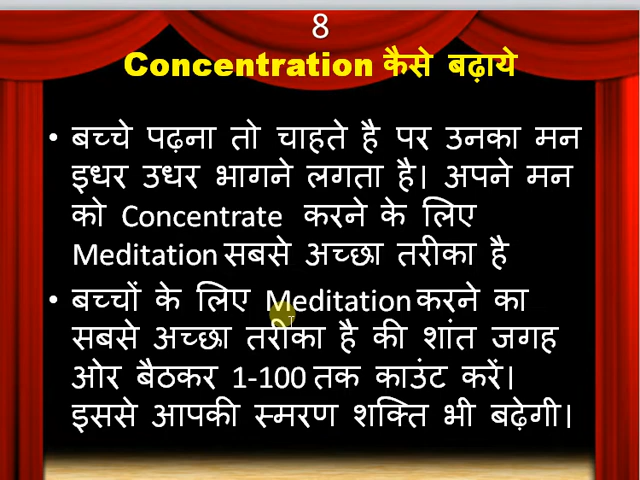 8
Concentration कैसे बढ़ाये
• बच्चे पढ़ना तो चाहते है पर उनका मन
इधर उधर भागने लगता है। अपने मन
को Concentrate करने के लिए
Meditation सबसे अच्छा तरीका है
• बच्चों के लिए Meditation करने का
सबसे अच्छा तरीका है की शांत जगह
ओर बैठकर 1-100 तक काउंट करें।
इससे आपकी स्मरण शक्ति भी बढ़ेगी।